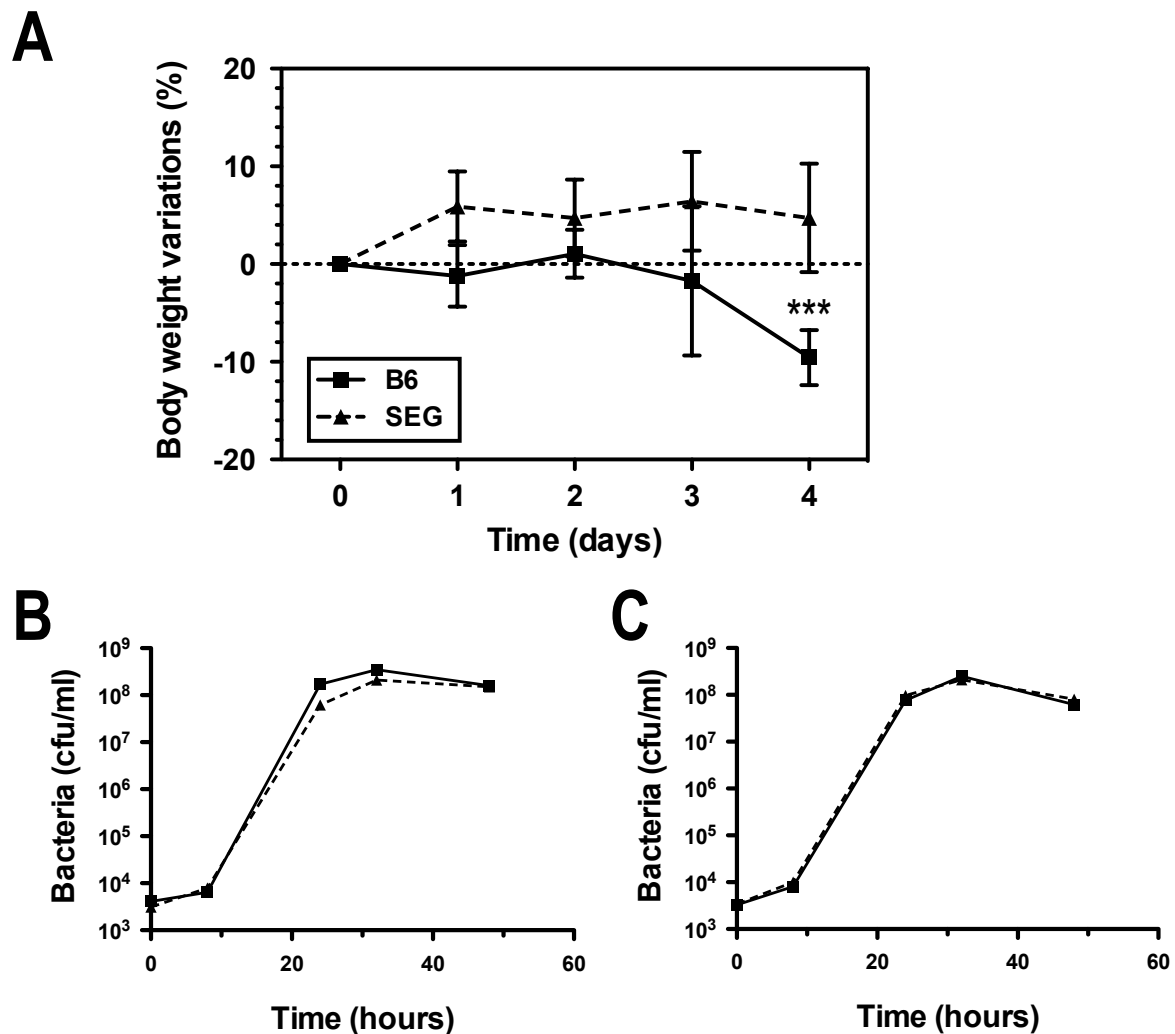 A
Body weight variations (%)
20
10
0
-10
-20
***
B6
SEG
0 1 2 3 4
Time (days)
B
Bacteria (cfu/ml)
10⁹
10⁸
10⁷
10⁶
10⁵
10⁴
10³
0 20 40 60
Time (hours)
C
Bacteria (cfu/ml)
10⁹
10⁸
10⁷
10⁶
10⁵
10⁴
10³
0 20 40 60
Time (hours)